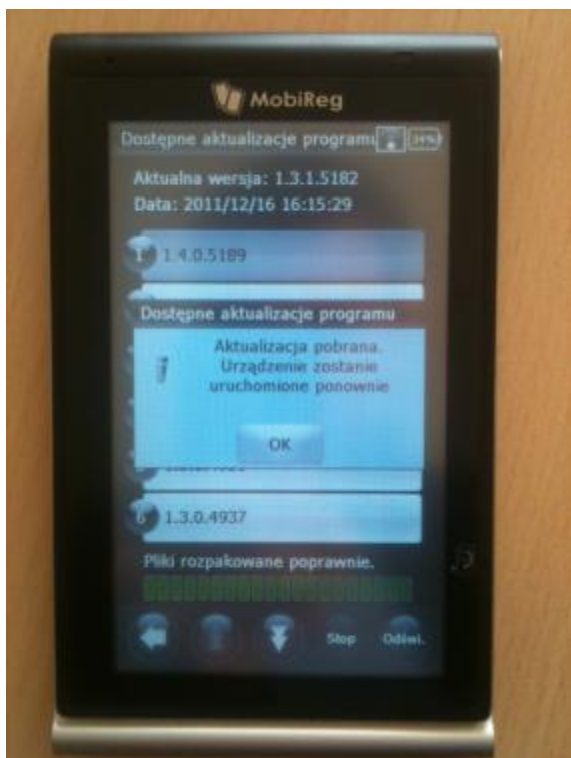 MobiReg
Dostępne aktualizacje programu
Aktualna wersja: 1.3.1.5182
Data: 2011/12/16 16:15:29
1.4.0.5189
Dostępne aktualizacje programu
Aktualizacja pobrana.
Urządzenie zostanie
uruchomione ponownie
OK
1.3.0.4937
Pliki rozpakowane poprawnie.
Stop
Odświ.